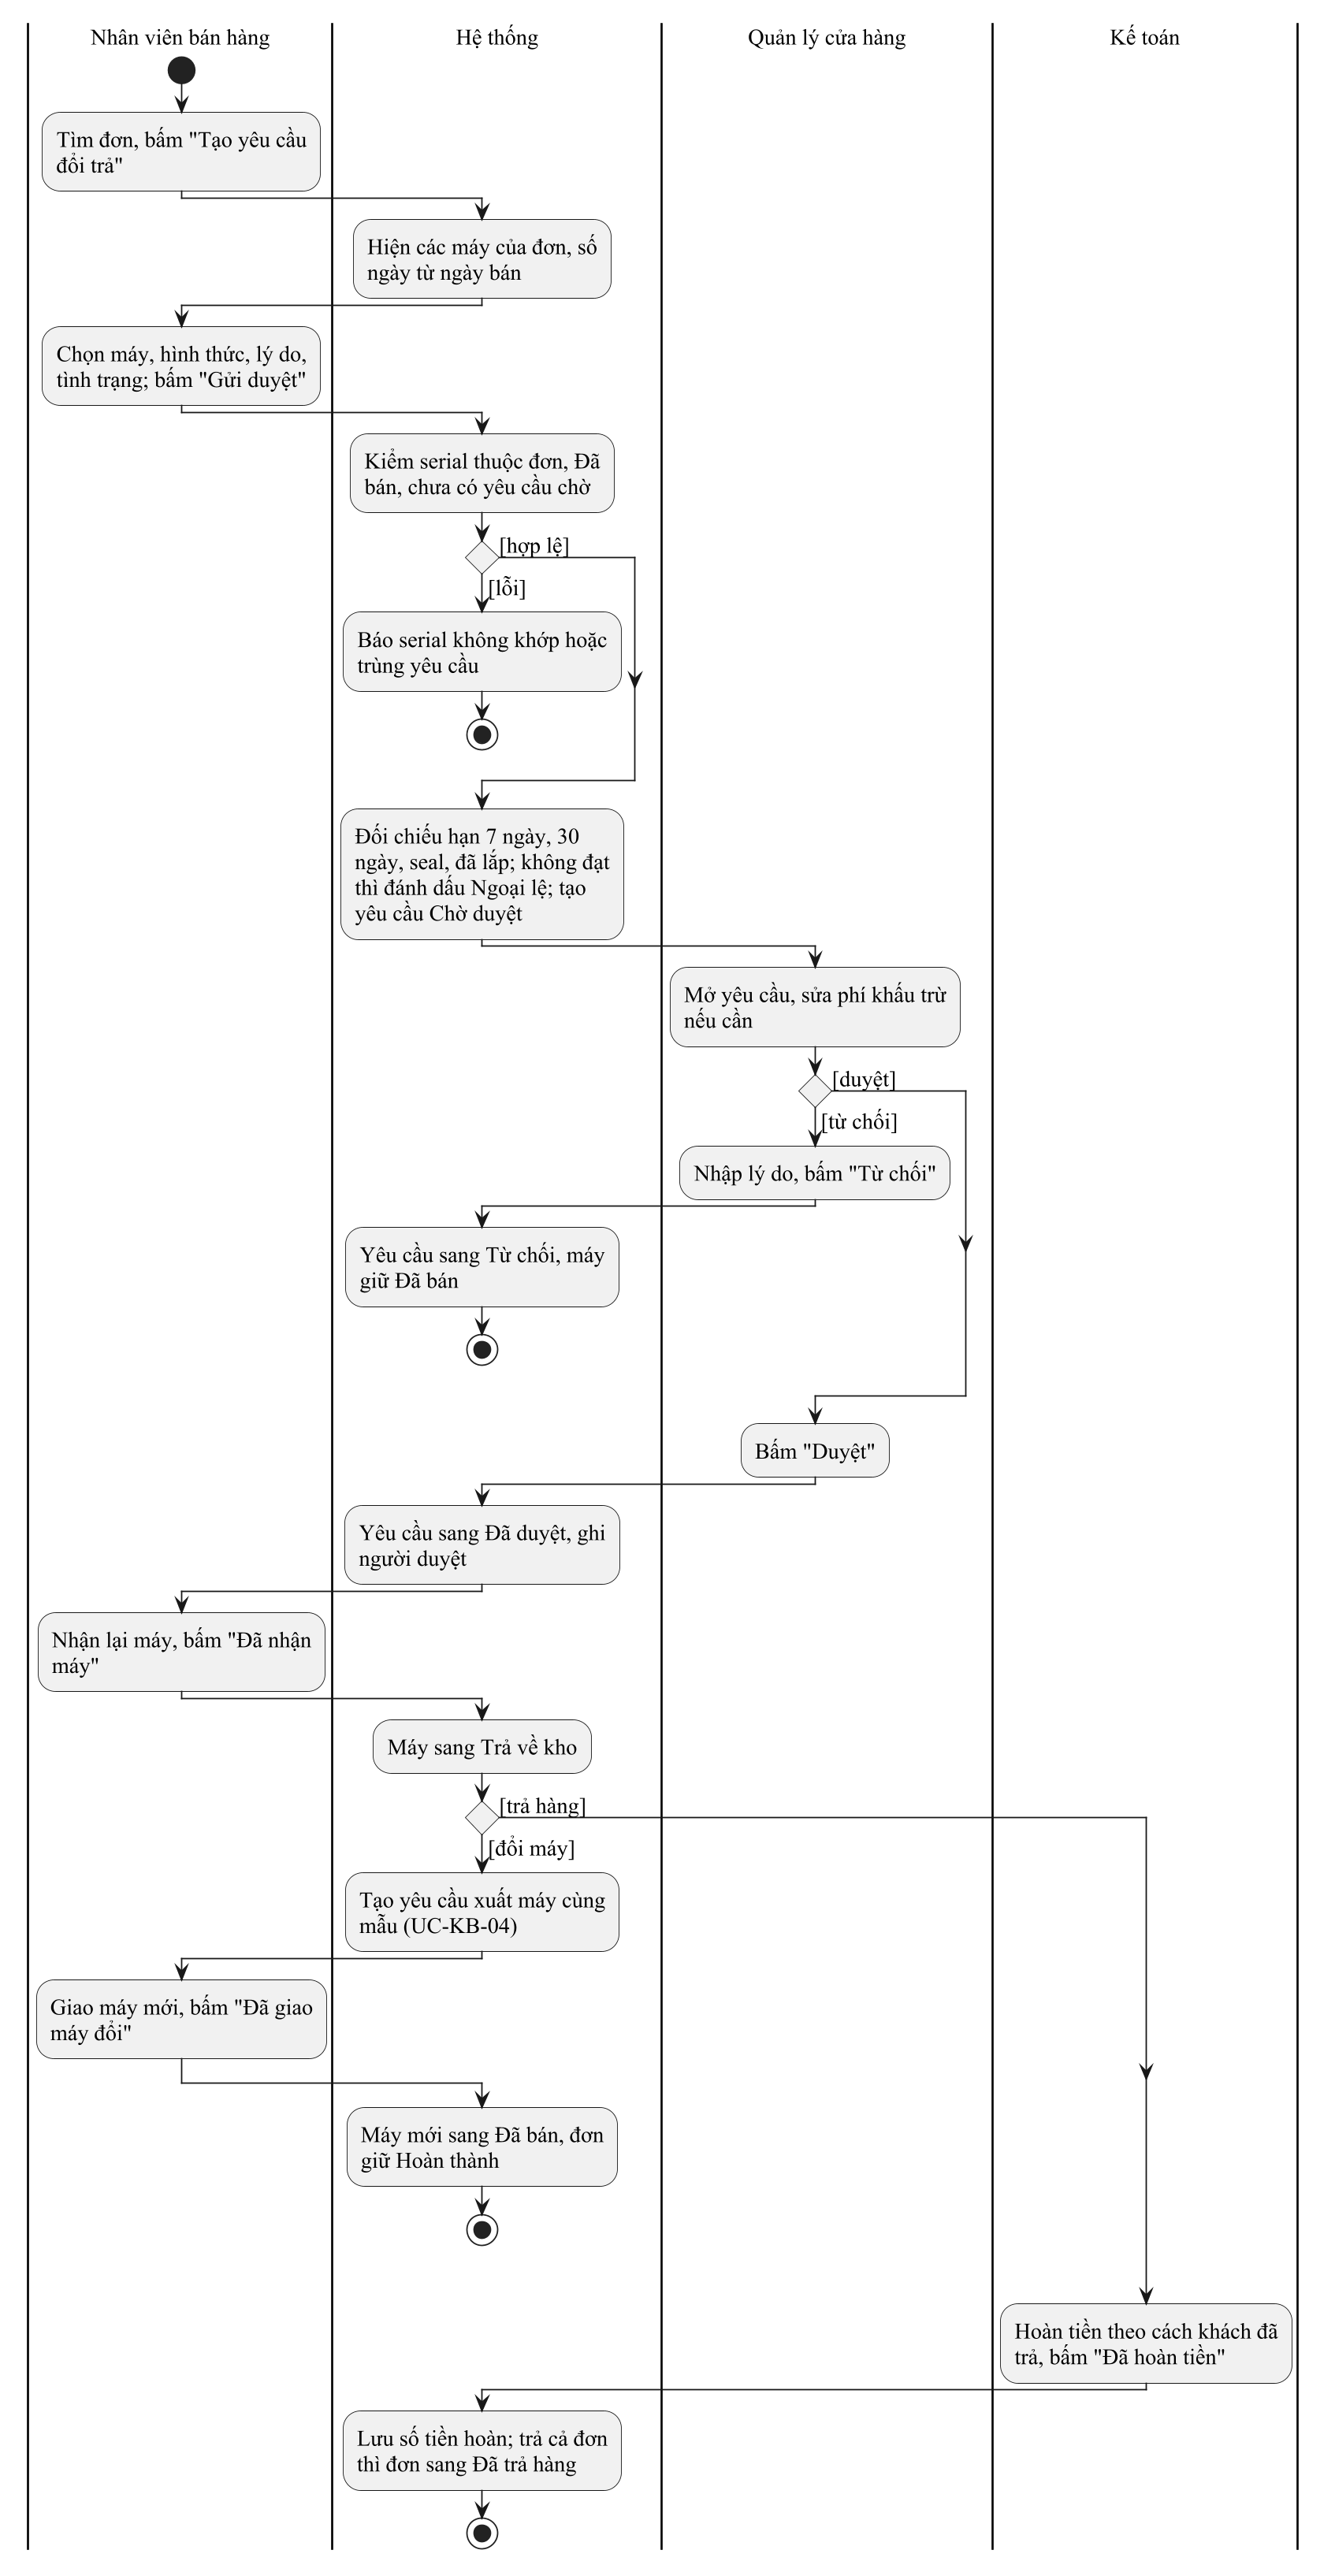 Nhân viên bán hàng
Hệ thống
Quản lý cửa hàng
Kế toán
Tìm đơn, bấm "Tạo yêu cầu
đổi trả"
Hiện các máy của đơn, số
ngày từ ngày bán
Chọn máy, hình thức, lý do,
tình trạng; bấm "Gửi duyệt"
Kiểm serial thuộc đơn, Đã
bán, chưa có yêu cầu chờ
[hợp lệ]
[lỗi]
Báo serial không khớp hoặc
trùng yêu cầu
Đối chiếu hạn 7 ngày, 30
ngày, seal, đã lắp; không đạt
thì đánh dấu Ngoại lệ; tạo
yêu cầu Chờ duyệt
Mở yêu cầu, sửa phí khấu trừ
nếu cần
[duyệt]
[từ chối]
Nhập lý do, bấm "Từ chối"
Yêu cầu sang Từ chối, máy
giữ Đã bán
Bấm "Duyệt"
Yêu cầu sang Đã duyệt, ghi
người duyệt
Nhận lại máy, bấm "Đã nhận
máy"
Máy sang Trả về kho
[trả hàng]
[đổi máy]
Tạo yêu cầu xuất máy cùng
mẫu (UC-KB-04)
Giao máy mới, bấm "Đã giao
máy đổi"
Máy mới sang Đã bán, đơn
giữ Hoàn thành
Hoàn tiền theo cách khách đã
trả, bấm "Đã hoàn tiền"
Lưu số tiền hoàn; trả cả đơn
thì đơn sang Đã trả hàng